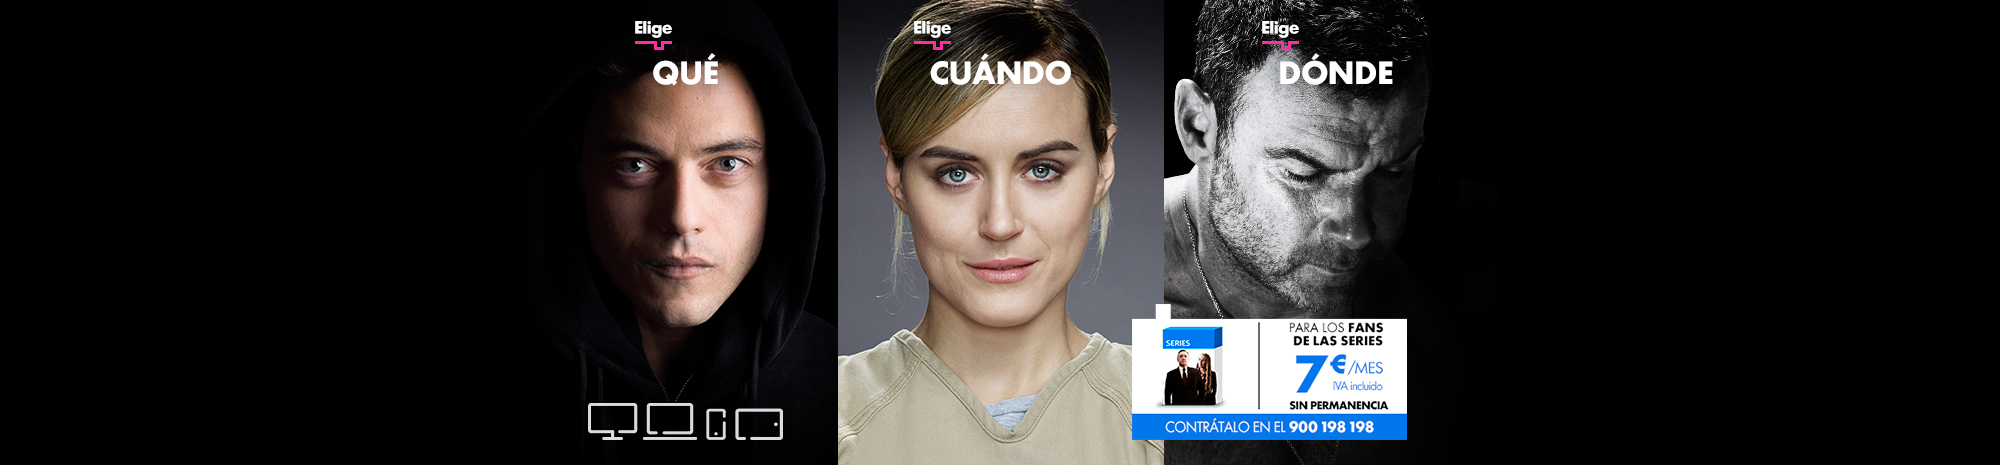 Elige
QUÉ
Elige
CUÁNDO
Elige
DÓNDE
SERIES
PARA LOS FANS
DE LAS SERIES
7€/MES
IVA incluido
SIN PERMANENCIA
CONTRÁTALO EN EL 900 198 198